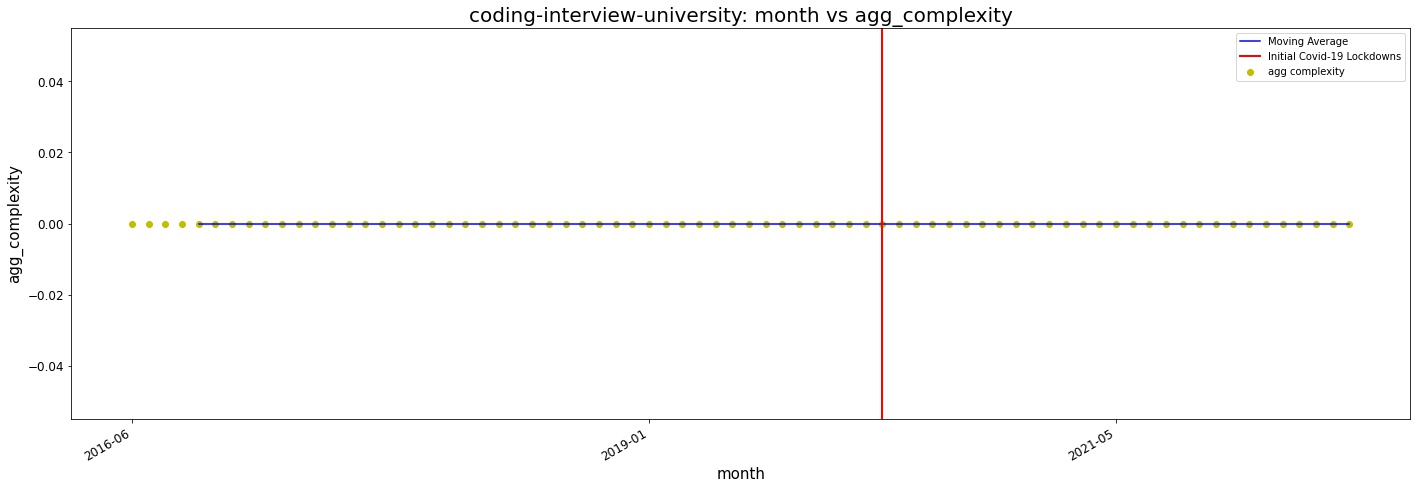 coding-interview-university: month vs agg_complexity
Moving Average
Initial Covid-19 Lockdowns
agg complexity
agg_complexity
0.04
0.02
0.00
−0.02
−0.04
2016-06
2019-01
2021-05
month